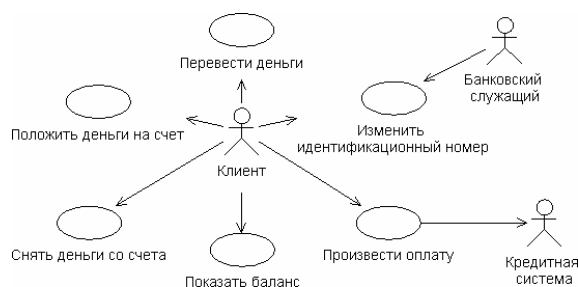 Перевести деньги
Банковский
служащий
Положить деньги на счет
Изменить
идентификационный номер
Клиент
Снять деньги со счета
Показать баланс
Произвести оплату
Кредитная
система